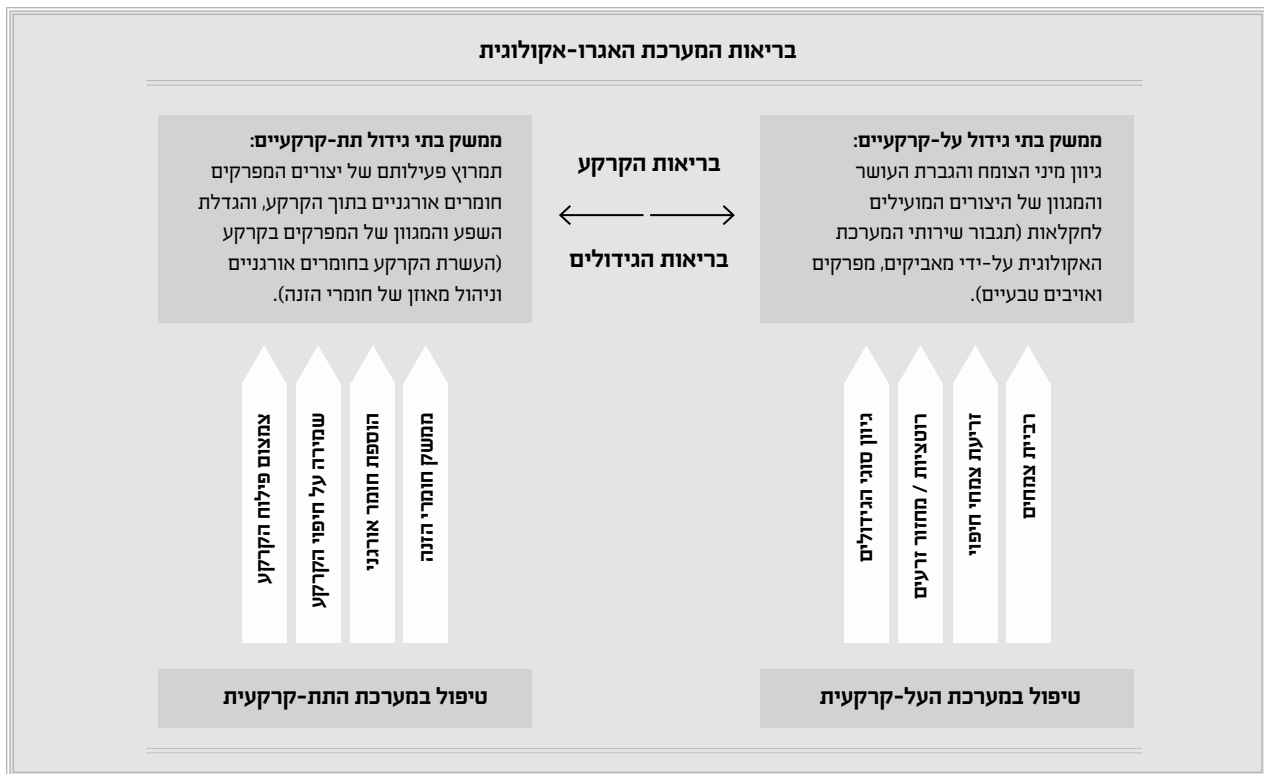 בריאות המערכת האגרו-אקולוגית
ממשק בתי גידול על-קרקעיים:
גיוון מיני הצומח והגברת העושר
והמגוון של היצורים המועילים
לחקלאות (תגבור שירותי המערכת
האקולוגית על-ידי מאביקים, מפרקים
ואויבים טבעיים).
בריאות הקרקע
בריאות הגידולים
ממשק בתי גידול תת-קרקעיים:
תמרוץ פעילותם של יצורים המפרקים
חומרים אורגניים בתוך הקרקע, והגדלת
השפע והמגוון של המפרקים בקרקע
(העשרת הקרקע בחומרים אורגניים
וניהול מאוזן של חומרי הזנה).
רביית צמחים
זריעת צמחי חיפוי
רוטציות / מחזור זרעים
גיוון סוגי הגידולים
ממשק חומרי הזנה
הוספת חומר אורגני
שמירה על חיפוי הקרקע
צמצום פילוח הקרקע
טיפול במערכת העל-קרקעית
טיפול במערכת התת-קרקעית